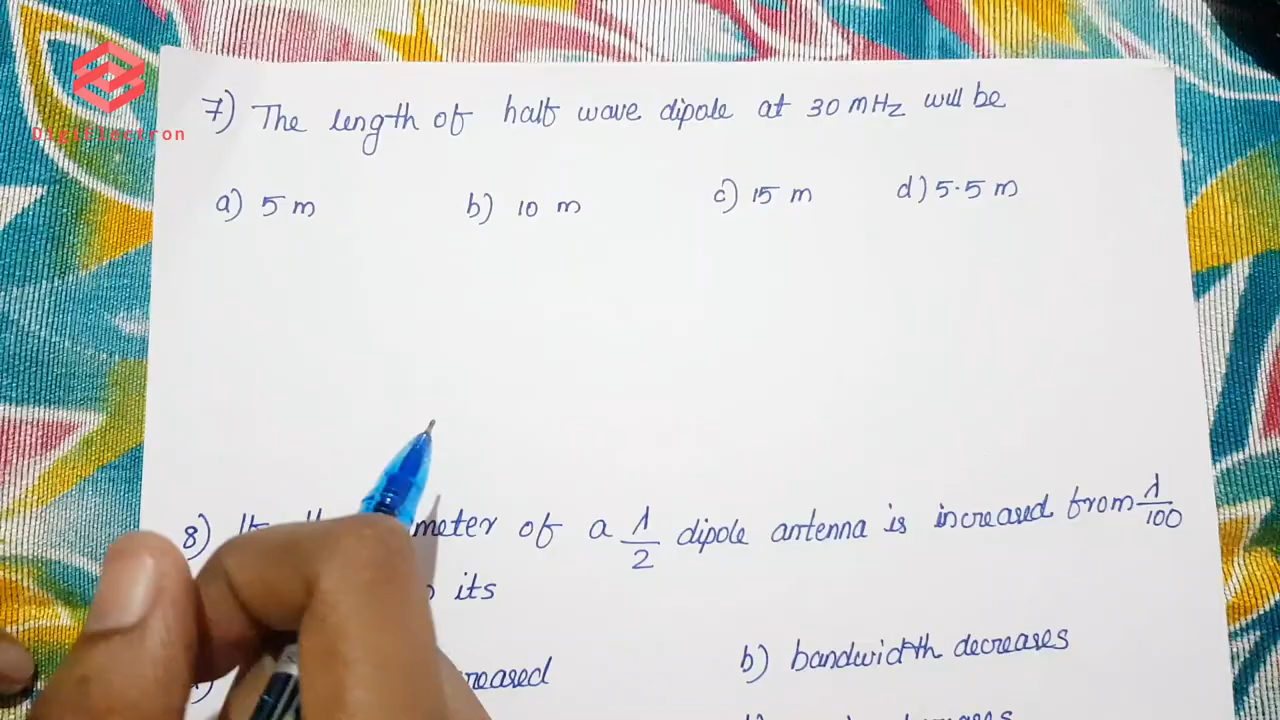 DigiElectron
7) The length of half wave dipole at 30 mHz will be
a) 5 m b) 10 m c) 15 m d) 5.5 m
8) If of a λ/2 dipole antenna is increased from λ/100
its
b) bandwidth decreases